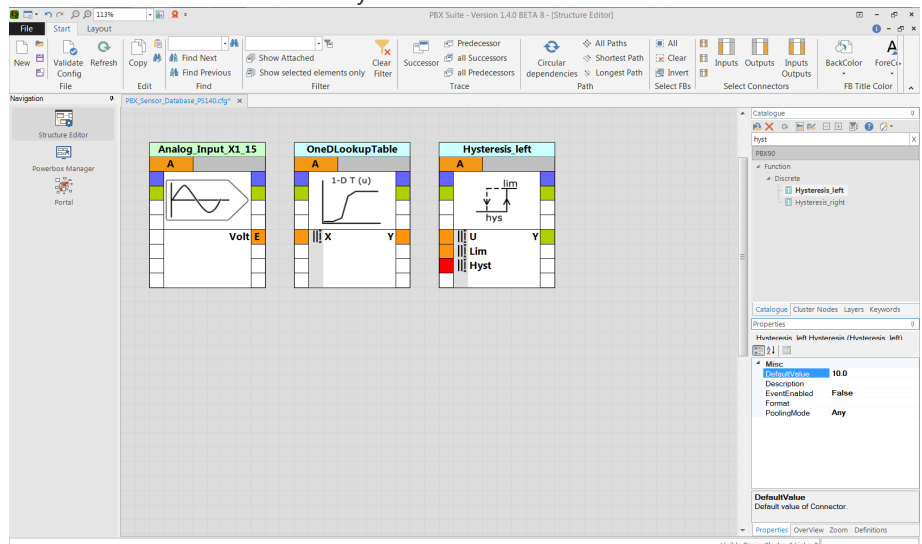 113%
PBX Suite - Version 1.4.0 BETA 8 - [Structure Editor]
File Start Layout
New
Validate Config
Refresh
File
Copy
Edit
Find Next
Find Previous
Find
Show Attached
Show selected elements only
Clear Filter
Filter
Successor
Predecessor
all Successors
all Predecessors
Trace
Circular dependencies
All Paths
Shortest Path
Longest Path
Path
All
Clear
Invert
Select FBs
Inputs
Outputs
Inputs Outputs
Select Connectors
BackColor
ForeCo
FB Title Color
Navigation
Structure Editor
Powerbox Manager
Portal
PBX_Sensor_Database_PS140.cfg* x
Analog_Input_X1_15
A
Volt E
OneDLookupTable
A
1-D T (u)
X Y
Hysteresis_left
A
lim
hys
U Y
Lim
Hyst
Catalogue
hyst X
PBX90
Function
Discrete
Hysteresis_left
Hysteresis_right
Catalogue Cluster Nodes Layers Keywords
Properties
Hysteresis_left Hysteresis (Hysteresis_left)
Misc
DefaultValue 10.0
Description
EventEnabled False
Format
PoolingMode Any
DefaultValue
Default value of Connector.
Properties OverView Zoom Definitions